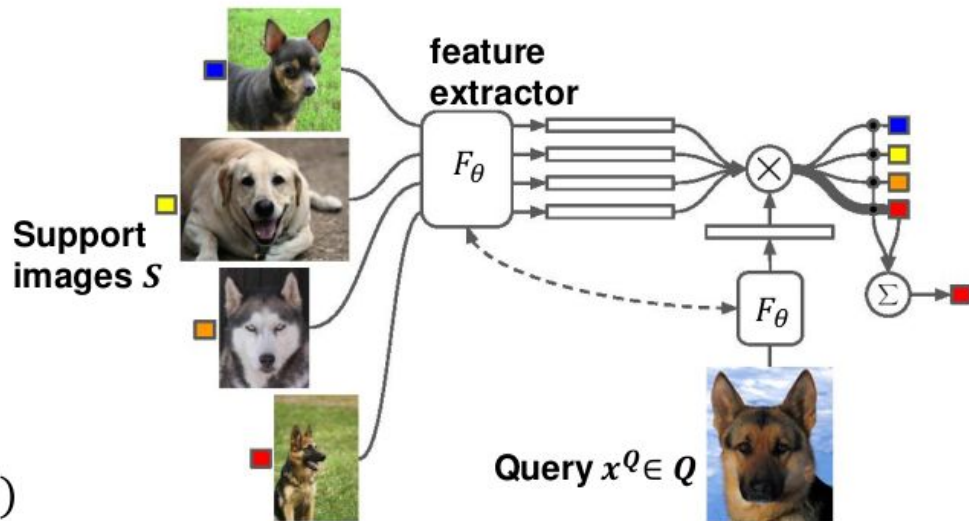 feature
extractor
F_θ
Support
images S
F_θ
Σ
Query x^Q ∈ Q
)